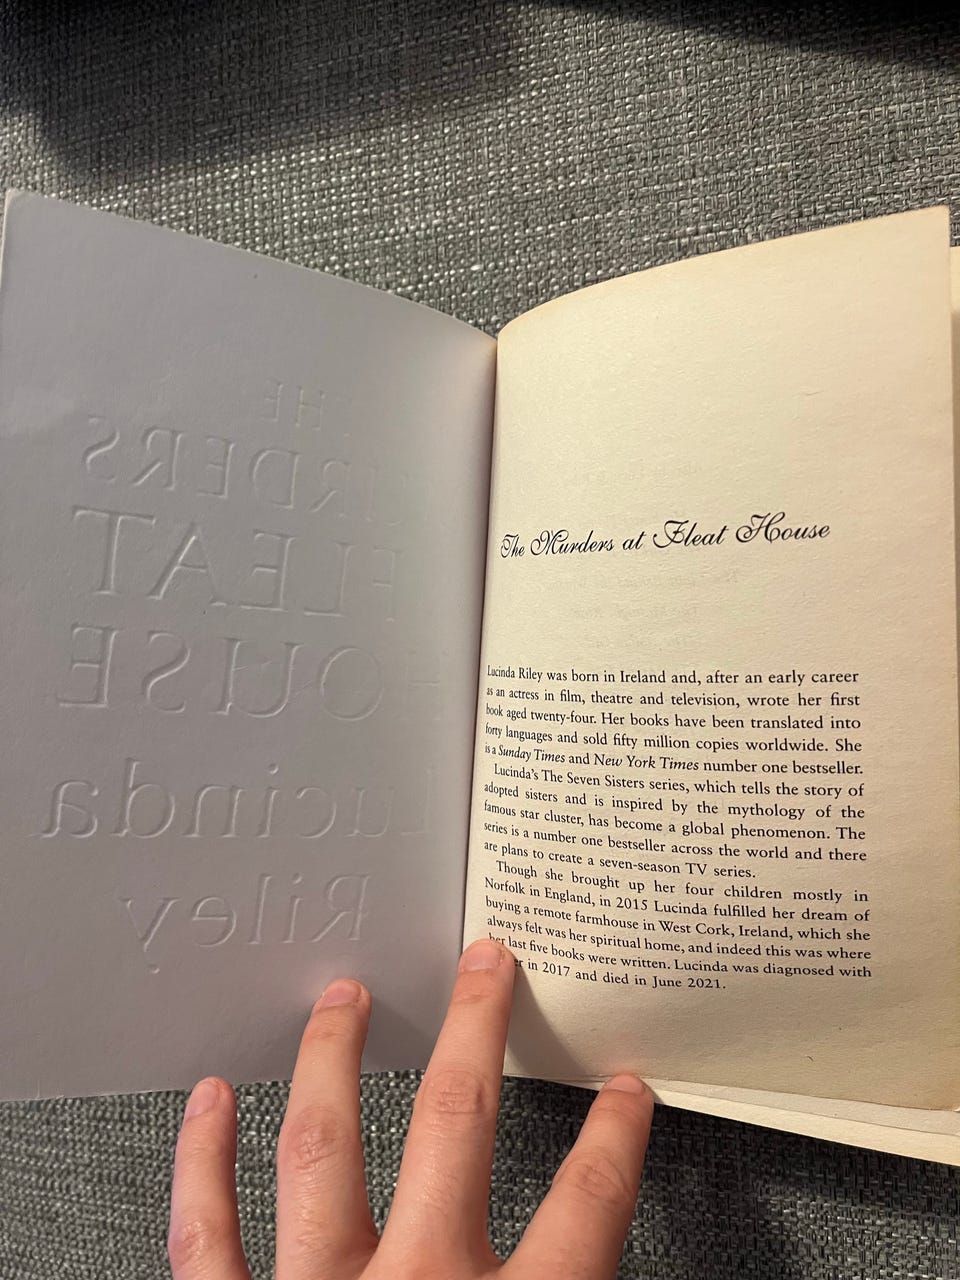 THE
MURDERS
FLEAT
HOUSE
Lucinda
Riley
The Murders at Fleat House
Lucinda Riley was born in Ireland and, after an early career
as an actress in film, theatre and television, wrote her first
book aged twenty-four. Her books have been translated into
forty languages and sold fifty million copies worldwide. She
is a Sunday Times and New York Times number one bestseller.
Lucinda's The Seven Sisters series, which tells the story of
adopted sisters and is inspired by the mythology of the
famous star cluster, has become a global phenomenon. The
series is a number one bestseller across the world and there
are plans to create a seven-season TV series.
Though she brought up her four children mostly in
Norfolk in England, in 2015 Lucinda fulfilled her dream of
buying a remote farmhouse in West Cork, Ireland, which she
always felt was her spiritual home, and indeed this was where
her last five books were written. Lucinda was diagnosed with
in 2017 and died in June 2021.